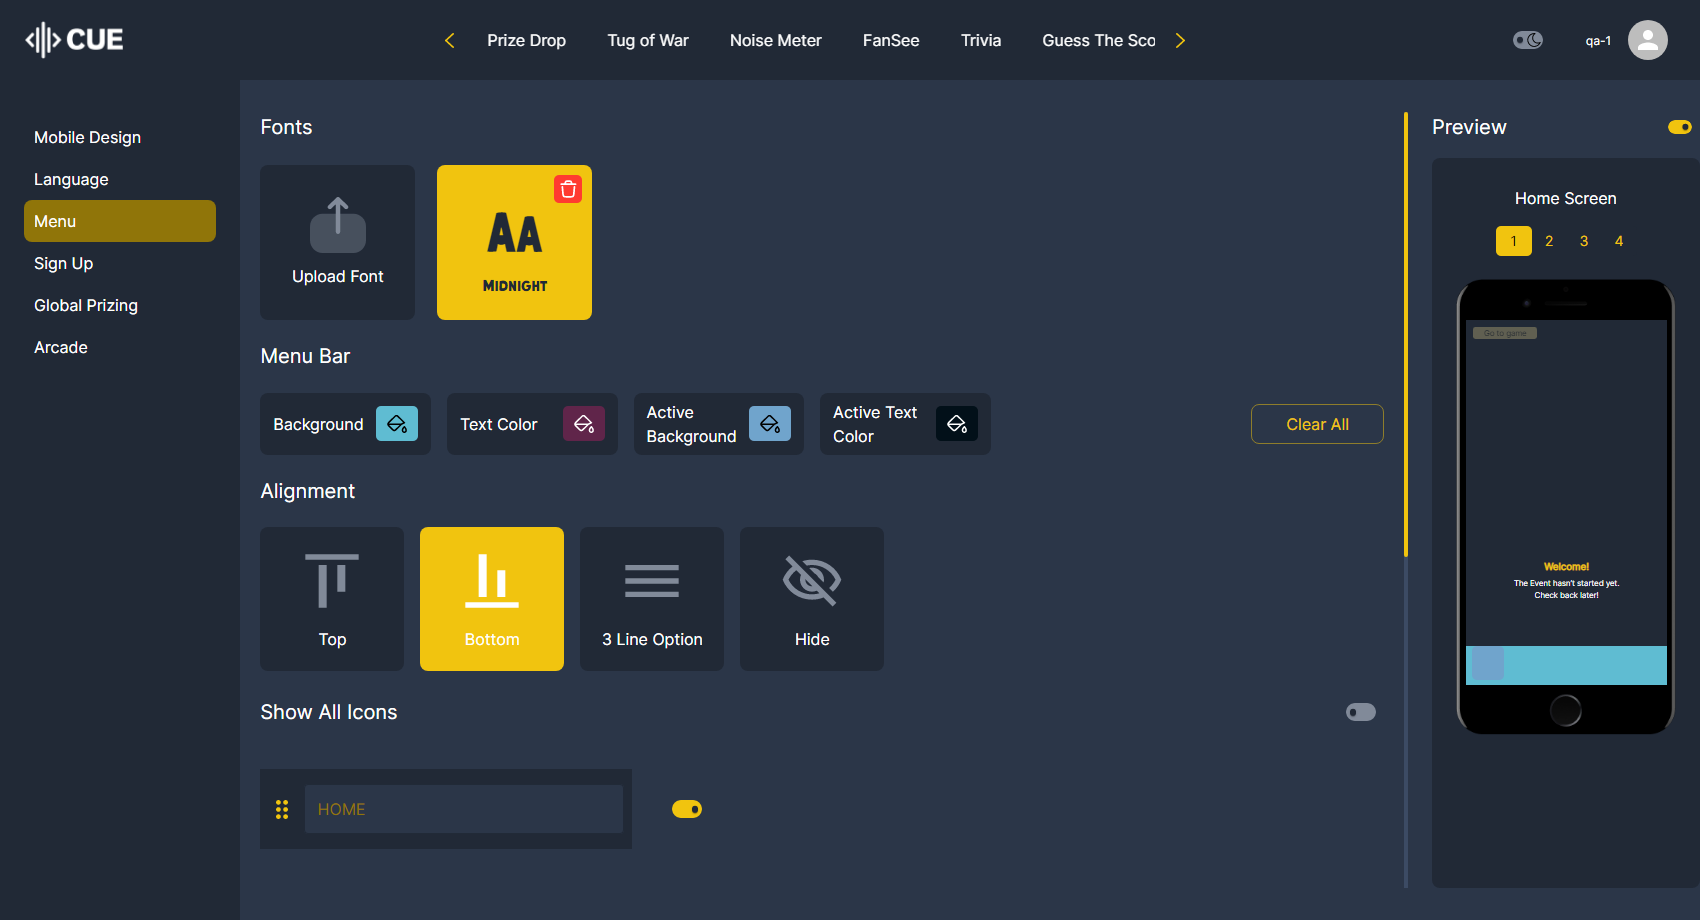 CUE
Prize Drop
Tug of War
Noise Meter
FanSee
Trivia
Guess The Sco
qa-1
Mobile Design
Language
Menu
Sign Up
Global Prizing
Arcade
Fonts
Upload Font
AA
MIDNIGHT
Menu Bar
Background
Text Color
Active
Background
Active Text
Color
Clear All
Alignment
Top
Bottom
3 Line Option
Hide
Show All Icons
HOME
Preview
Home Screen
1 2 3 4
Go to game
Welcome!
The Event hasn't started yet.
Check back later!